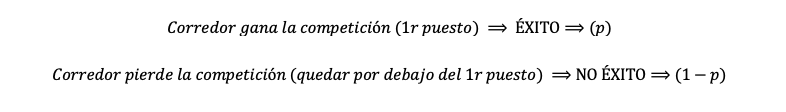 Corredor gana la competición (1r puesto) ⟹ ÉXITO ⟹ (p)
Corredor pierde la competición (quedar por debajo del 1r puesto) ⟹ NO ÉXITO ⟹ (1 − p)